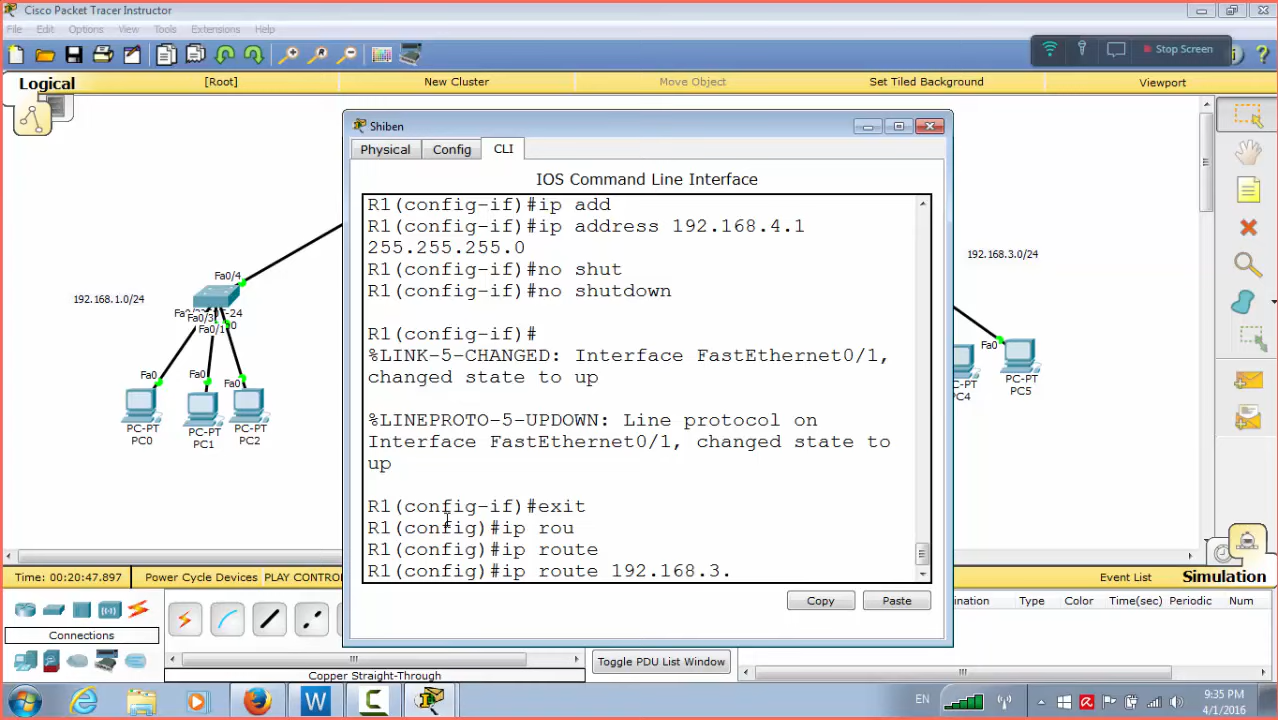 Cisco Packet Tracer Instructor
File Edit Options View Tools Extensions Help
Stop Screen
Logical [Root] New Cluster Move Object Set Tiled Background Viewport
Shiben
Physical Config CLI
IOS Command Line Interface
R1(config-if)#ip add
R1(config-if)#ip address 192.168.4.1
255.255.255.0
R1(config-if)#no shut
R1(config-if)#no shutdown
R1(config-if)#
%LINK-5-CHANGED: Interface FastEthernet0/1,
changed state to up
%LINEPROTO-5-UPDOWN: Line protocol on
Interface FastEthernet0/1, changed state to
up
R1(config-if)#exit
R1(config)#ip rou
R1(config)#ip route
R1(config)#ip route 192.168.3.
Copy Paste
192.168.1.0/24
Fa0/4
Fa0 Fa0 Fa0
PC-PT
PC0
PC-PT
PC1
PC-PT
PC2
192.168.3.0/24
Fa0
PC-PT
PC5
PC4
Time: 00:20:47.897 Power Cycle Devices PLAY CONTRO
Event List Simulation
Type Color Time(sec) Periodic Num
Connections
Copper Straight-Through
Toggle PDU List Window
EN
9:35 PM
4/1/2016